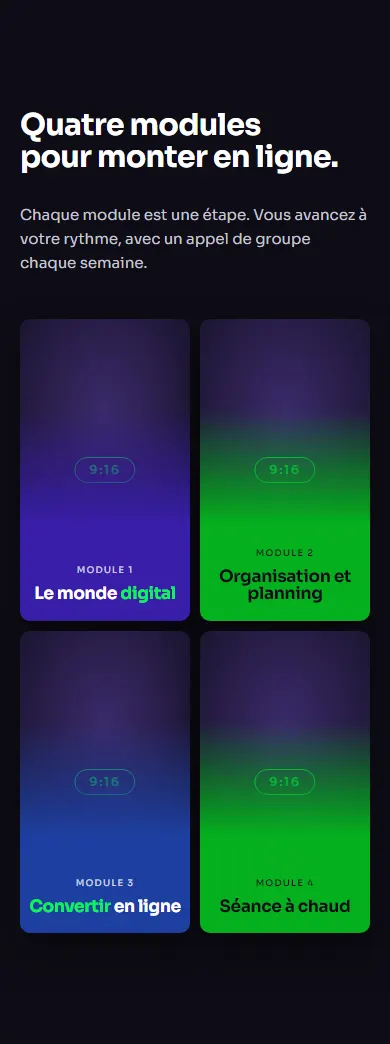 Quatre modules
pour monter en ligne.
Chaque module est une étape. Vous avancez à
votre rythme, avec un appel de groupe
chaque semaine.
9:16
MODULE 1
Le monde digital
9:16
MODULE 2
Organisation et
planning
9:16
MODULE 3
Convertir en ligne
9:16
MODULE 4
Séance à chaud